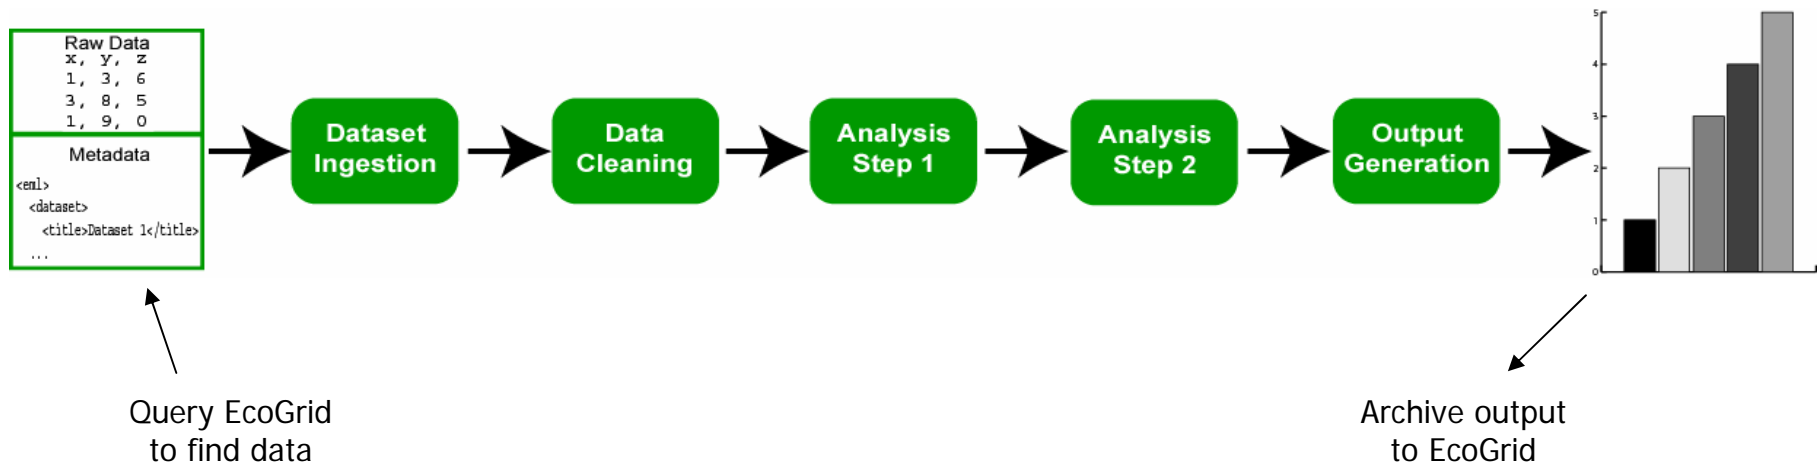 Raw Data
x, y, z
1, 3, 6
3, 8, 5
1, 9, 0
Metadata
<eml>
<dataset>
<title>Dataset 1</title>
...
Dataset
Ingestion
Data
Cleaning
Analysis
Step 1
Analysis
Step 2
Output
Generation
5
4
3
2
1
0
Query EcoGrid
to find data
Archive output
to EcoGrid